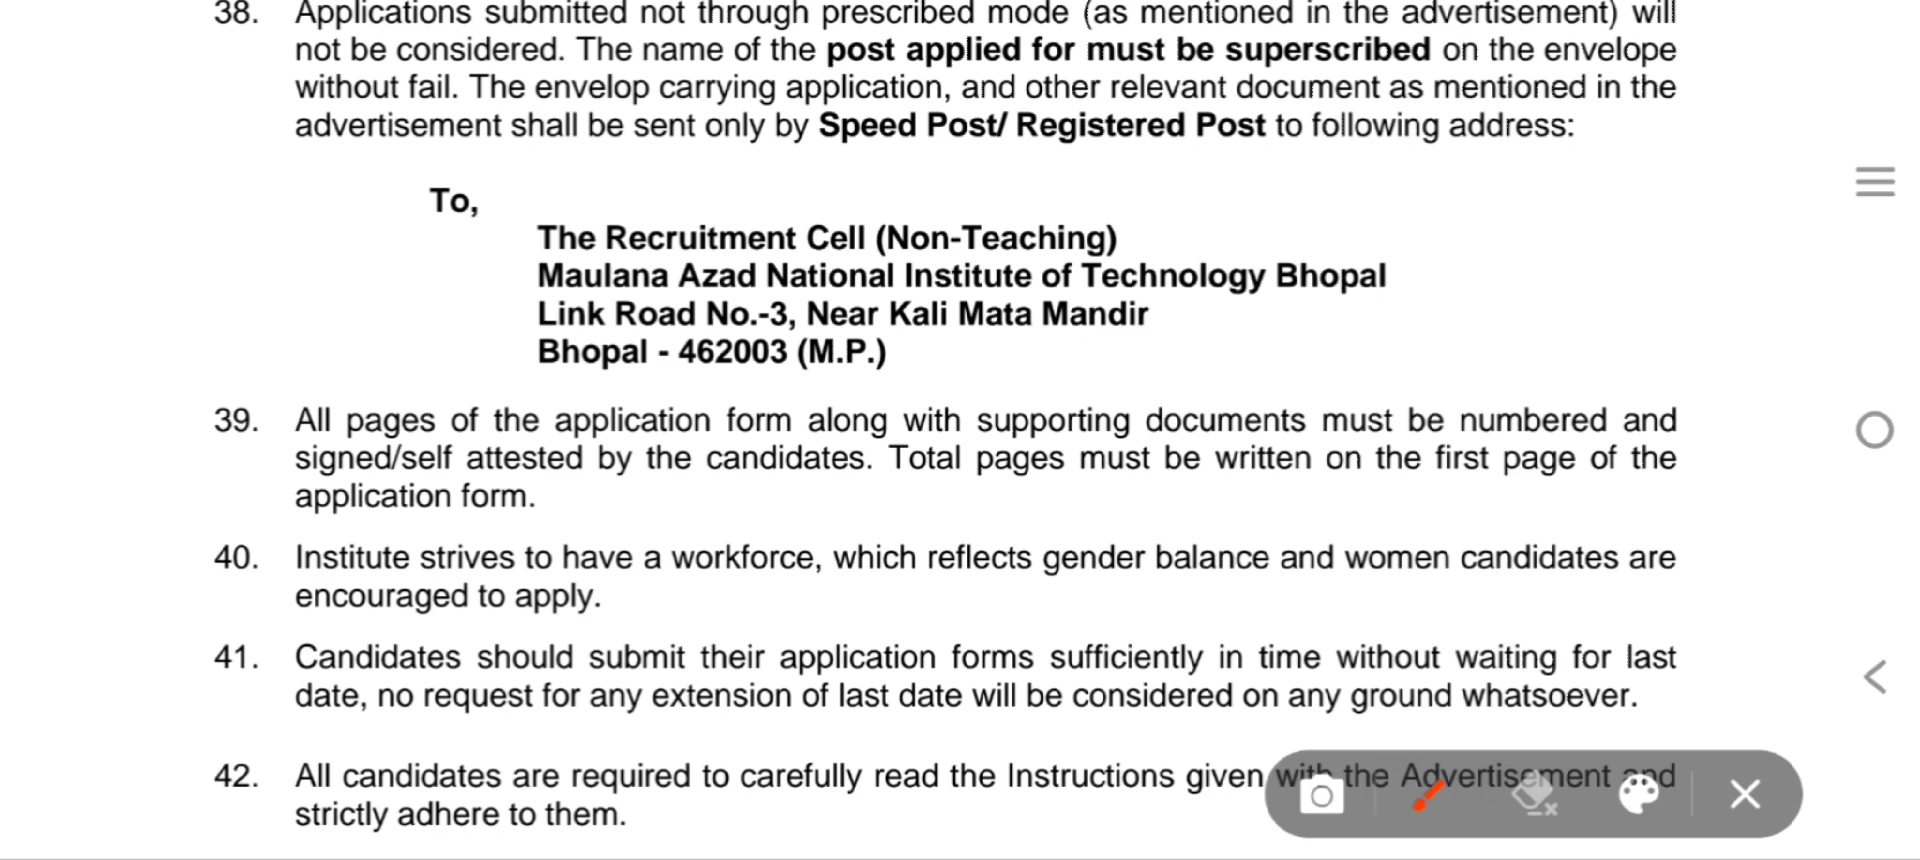 38. Applications submitted not through prescribed mode (as mentioned in the advertisement) will
not be considered. The name of the post applied for must be superscribed on the envelope
without fail. The envelop carrying application, and other relevant document as mentioned in the
advertisement shall be sent only by Speed Post/ Registered Post to following address:
To,
The Recruitment Cell (Non-Teaching)
Maulana Azad National Institute of Technology Bhopal
Link Road No.-3, Near Kali Mata Mandir
Bhopal - 462003 (M.P.)
39. All pages of the application form along with supporting documents must be numbered and
signed/self attested by the candidates. Total pages must be written on the first page of the
application form.
40. Institute strives to have a workforce, which reflects gender balance and women candidates are
encouraged to apply.
41. Candidates should submit their application forms sufficiently in time without waiting for last
date, no request for any extension of last date will be considered on any ground whatsoever.
42. All candidates are required to carefully read the Instructions given with the Advertisement and
strictly adhere to them.